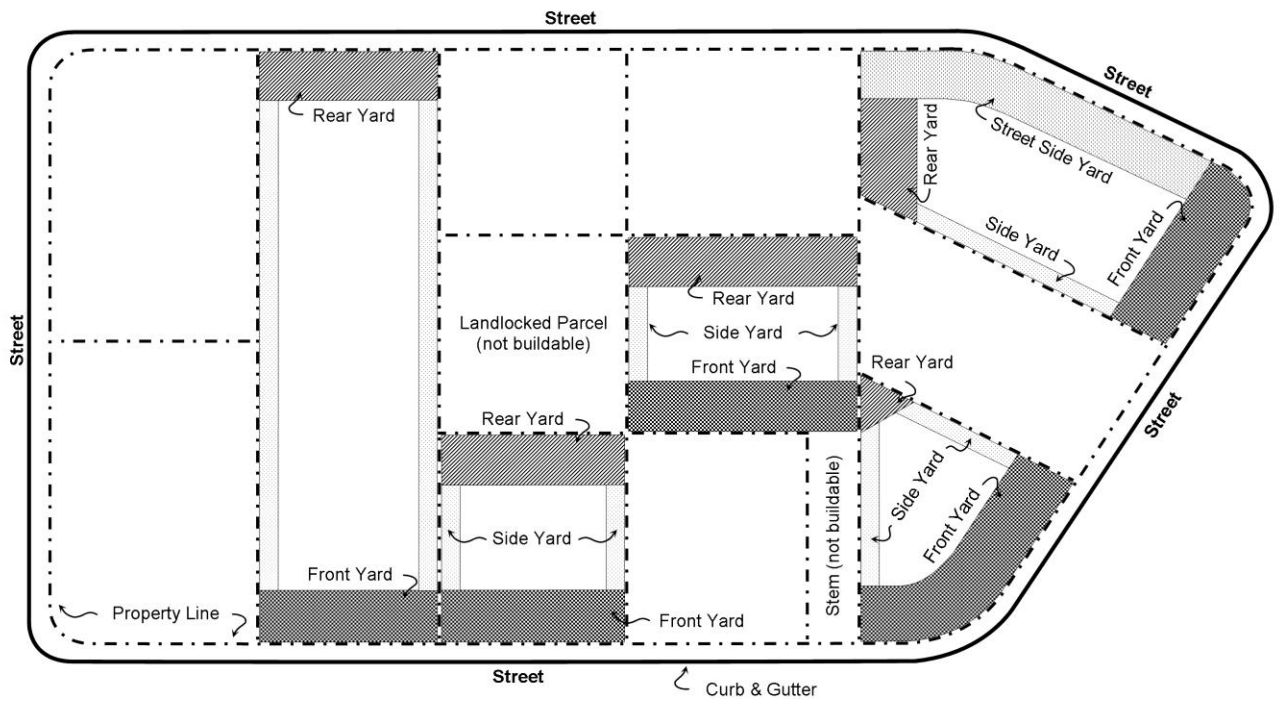 Street
Street
Rear Yard
Rear Yard
Street Side Yard
Side Yard
Front Yard
Rear Yard
Landlocked Parcel
(not buildable)
Side Yard
Street
Front Yard
Rear Yard
Rear Yard
Street
Side Yard
Front Yard
Stem (not buildable)
Side Yard
Front Yard
Property Line
Front Yard
Street
Curb & Gutter